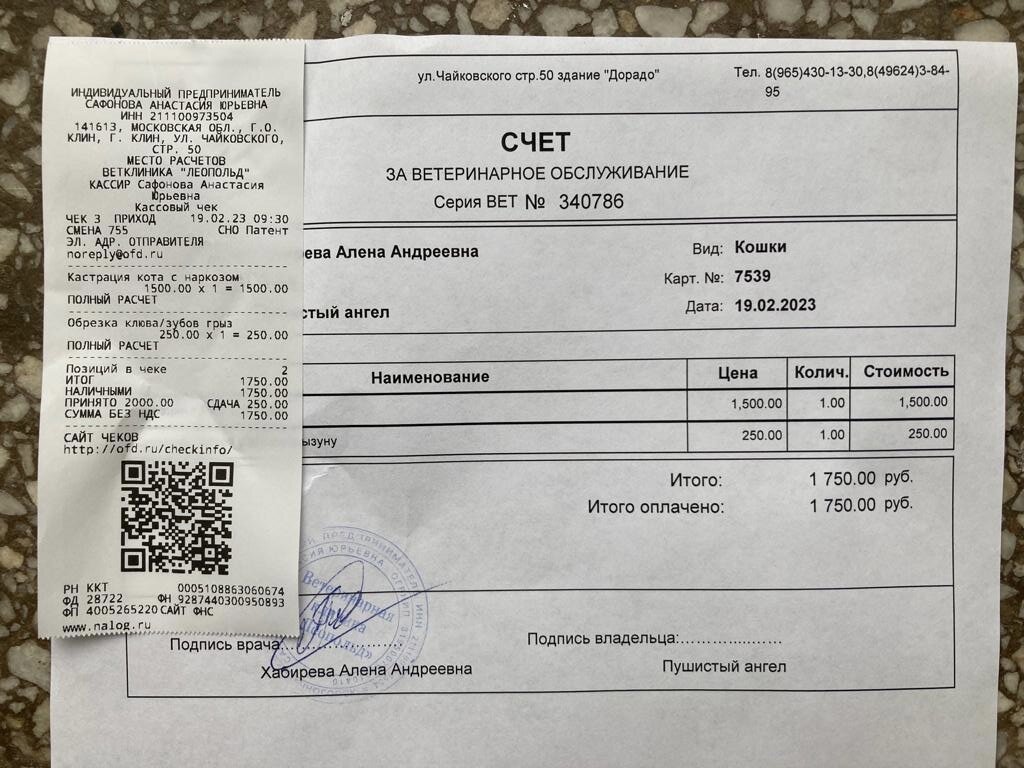 ИНДИВИДУАЛЬНЫЙ ПРЕДПРИНИМАТЕЛЬ
САФОНОВА АНАСТАСИЯ ЮРЬЕВНА
ИНН 211100973504
141613, МОСКОВСКАЯ ОБЛ., Г.О.
КЛИН, Г. КЛИН, УЛ. ЧАЙКОВСКОГО,
СТР. 50
МЕСТО РАСЧЕТОВ
ВЕТКЛИНИКА "ЛЕОПОЛЬД"
КАССИР Сафонова Анастасия
Юрьевна
Кассовый чек
ЧЕК 3 ПРИХОД 19.02.23 09:30
СМЕНА 755 СНО Патент
ЭЛ. АДР. ОТПРАВИТЕЛЯ
noreply@ofd.ru
Кастрация кота с наркозом
1500.00 x 1 = 1500.00
ПОЛНЫЙ РАСЧЕТ
Обрезка клюва/зубов грыз
250.00 x 1 = 250.00
ПОЛНЫЙ РАСЧЕТ
Позиций в чеке 2
ИТОГ 1750.00
НАЛИЧНЫМИ 1750.00
ПРИНЯТО 2000.00 СДАЧА 250.00
СУММА БЕЗ НДС 1750.00
САЙТ ЧЕКОВ
http://ofd.ru/checkinfo/
РН ККТ 0005108863060674
ФД 28722 ФН 9287440300950893
ФП 4005265220 САЙТ ФНС
www.nalog.ru
ул.Чайковского стр.50 здание "Дорадо"
Тел. 8(965)430-13-30,8(49624)3-84-
95
СЧЕТ
ЗА ВЕТЕРИНАРНОЕ ОБСЛУЖИВАНИЕ
Серия ВЕТ № 340786
ева Алена Андреевна
Вид: Кошки
Карт. №: 7539
стый ангел
Дата: 19.02.2023
Наименование Цена Колич. Стоимость
1,500.00 1.00 1,500.00
ызуну 250.00 1.00 250.00
Итого: 1 750.00 руб.
Итого оплачено: 1 750.00 руб.
Ветеринарная
клиника
Подпись врача:
Подпись владельца:
Хабирева Алена Андреевна
Пушистый ангел